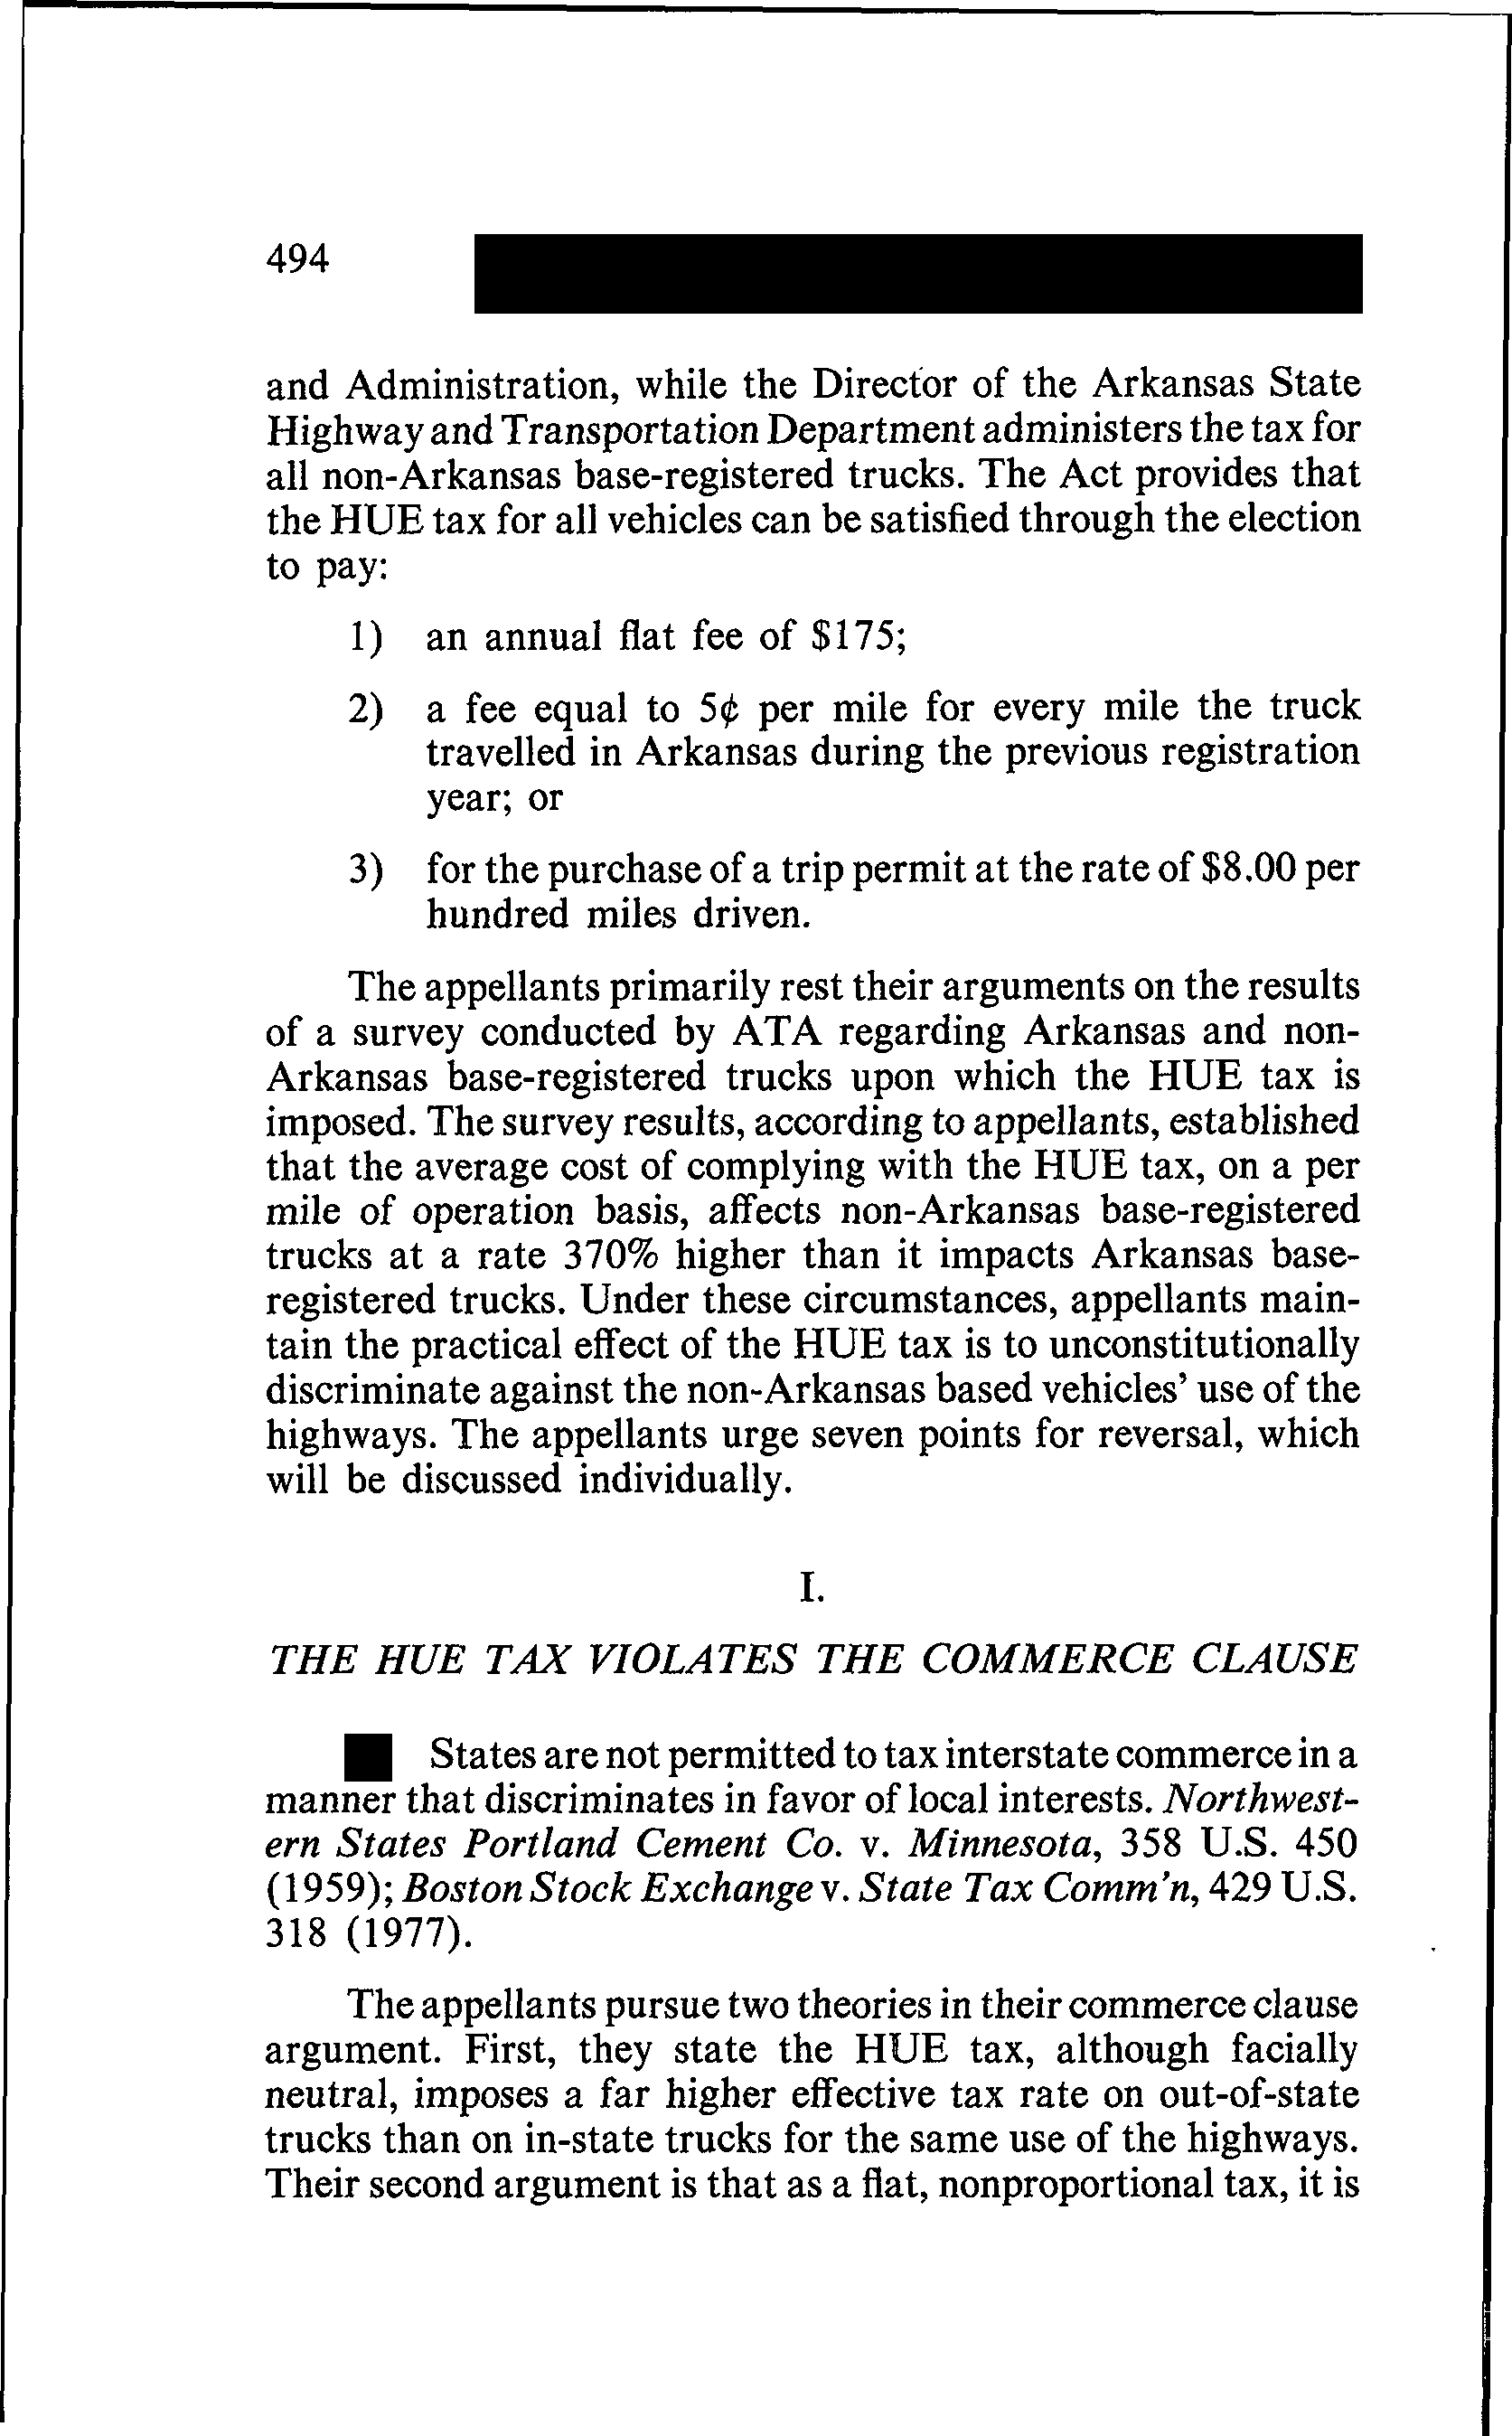 494
and Administration, while the Director of the Arkansas State
Highway and Transportation Department administers the tax for
all non-Arkansas base-registered trucks. The Act provides that
the HUE tax for all vehicles can be satisfied through the election
to pay:
1) an annual flat fee of $175;
2) a fee equal to 5¢ per mile for every mile the truck
travelled in Arkansas during the previous registration
year; or
3) for the purchase of a trip permit at the rate of $8.00 per
hundred miles driven.
The appellants primarily rest their arguments on the results
of a survey conducted by ATA regarding Arkansas and non-
Arkansas base-registered trucks upon which the HUE tax is
imposed. The survey results, according to appellants, established
that the average cost of complying with the HUE tax, on a per
mile of operation basis, affects non-Arkansas base-registered
trucks at a rate 370% higher than it impacts Arkansas base-
registered trucks. Under these circumstances, appellants main-
tain the practical effect of the HUE tax is to unconstitutionally
discriminate against the non-Arkansas based vehicles' use of the
highways. The appellants urge seven points for reversal, which
will be discussed individually.
I.
THE HUE TAX VIOLATES THE COMMERCE CLAUSE
States are not permitted to tax interstate commerce in a
manner that discriminates in favor of local interests. Northwest-
ern States Portland Cement Co. v. Minnesota, 358 U.S. 450
(1959); Boston Stock Exchange v. State Tax Comm'n, 429 U.S.
318 (1977).
The appellants pursue two theories in their commerce clause
argument. First, they state the HUE tax, although facially
neutral, imposes a far higher effective tax rate on out-of-state
trucks than on in-state trucks for the same use of the highways.
Their second argument is that as a flat, nonproportional tax, it is